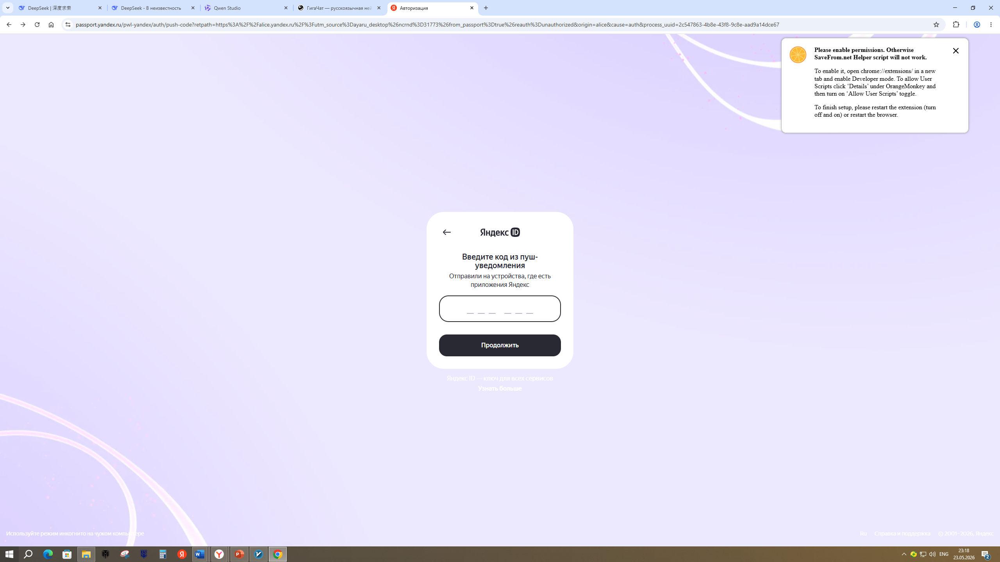 DeepSeek | 深度求索
DeepSeek - В неизвестность
Qwen Studio
ГигаЧат — русскоязычная ней
Авторизация
passport.yandex.ru/pwl-yandex/auth/push-code?retpath=https%3A%2F%2Falice.yandex.ru%2F%3Futm_source%3Dayaru_desktop%26ncrnd%3D31773%26from_passport%3Dtrue%26reauth%3Dunauthorized&origin=alice&cause=auth&process_uuid=2c547863-4b8e-43f8-9c8e-aad9a14dce67
Please enable permissions. Otherwise
SaveFrom.net Helper script will not work.
To enable it, open chrome://extensions/ in a new
tab and enable Developer mode. To allow User
Scripts click ‘Details’ under OrangeMonkey and
then turn on ‘Allow User Scripts’ toggle.
To finish setup, please restart the extension (turn
off and on) or restart the browser.
Яндекс ID
Введите код из пуш-
уведомления
Отправили на устройства, где есть
приложения Яндекс
Продолжить
Яндекс ID — ключ для всех сервисов
Узнать больше
Используйте режим инкогнито на чужом компьютере
Ru
Справка и поддержка
© 2001–2026, Яндекс
ENG
23:18
23.05.2026
2